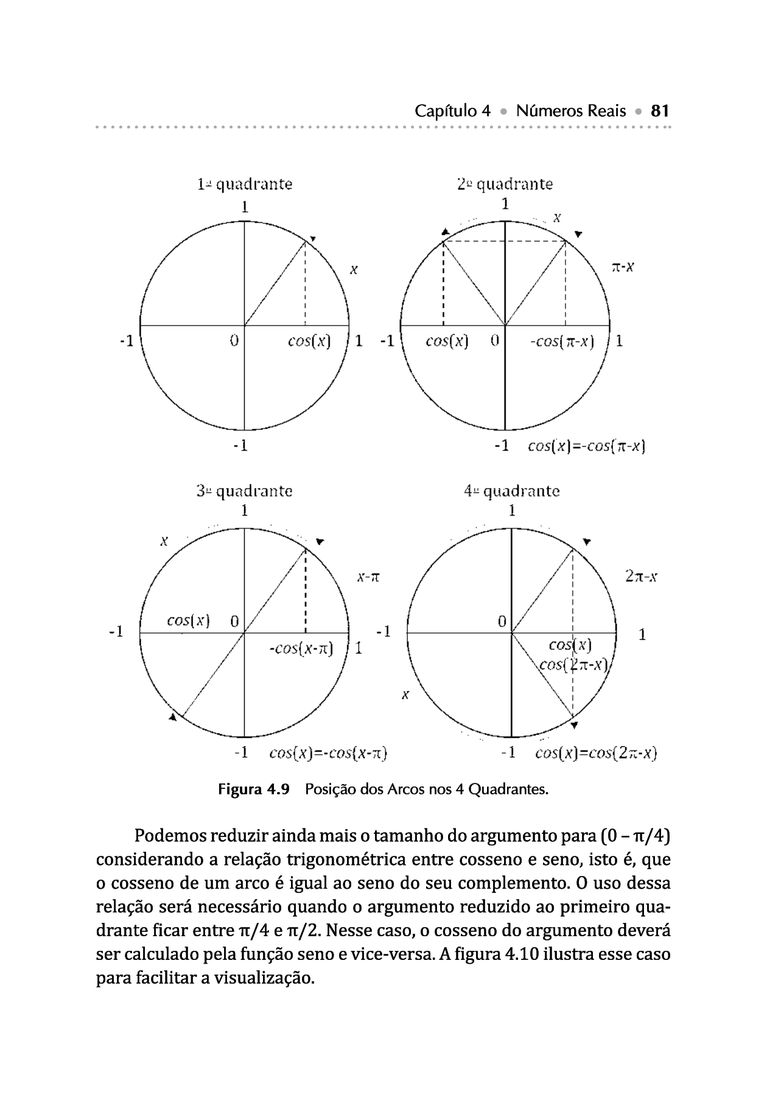 Capítulo 4 • Números Reais • 81
1º quadrante
1
x
-1
0
cos(x)
1
-1
2º quadrante
1
x
π-x
-1
cos(x)
0
-cos(π-x)
1
-1
cos(x)=-cos(π-x)
3º quadrante
1
x
x-π
cos(x)
0
-1
-cos(x-π)
1
-1
cos(x)=-cos(x-π)
4º quadrante
1
2π-x
0
-1
1
cos(x)
cos(2π-x)
x
-1
cos(x)=cos(2π-x)
Figura 4.9 Posição dos Arcos nos 4 Quadrantes.
Podemos reduzir ainda mais o tamanho do argumento para (0 – π/4)
considerando a relação trigonométrica entre cosseno e seno, isto é, que
o cosseno de um arco é igual ao seno do seu complemento. O uso dessa
relação será necessário quando o argumento reduzido ao primeiro qua-
drante ficar entre π/4 e π/2. Nesse caso, o cosseno do argumento deverá
ser calculado pela função seno e vice-versa. A figura 4.10 ilustra esse caso
para facilitar a visualização.